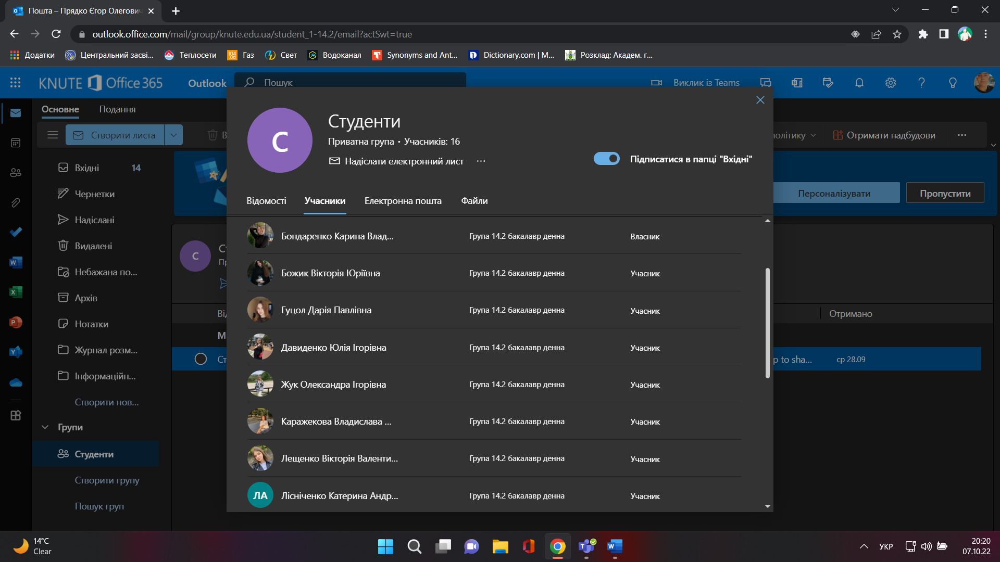 Пошта – Прядко Єгор Олегович
outlook.office.com/mail/group/knute.edu.ua/student_1-14.2/email?actSwt=true
Додатки
Центральний засві...
Теплосети
104 Газ
Свет
Водоканал
Synonyms and Ant...
Dictionary.com | M...
Розклад: Академ. г...
KNUTE Office 365
Outlook
Пошук
Виклик із Teams
Основне
Подання
Створити листа
В
політику
Отримати надбудови
Студенти
Приватна група • Учасників: 16
Надіслати електронний лист
Підписатися в папці "Вхідні"
Персоналізувати
Пропустити
Відомості
Учасники
Електронна пошта
Файли
Бондаренко Карина Влад...
Група 14.2 бакалавр денна
Власник
Божик Вікторія Юріївна
Група 14.2 бакалавр денна
Учасник
Гуцол Дарія Павлівна
Група 14.2 бакалавр денна
Учасник
Давиденко Юлія Ігорівна
Група 14.2 бакалавр денна
Учасник
Жук Олександра Ігорівна
Група 14.2 бакалавр денна
Учасник
Каражекова Владислава ...
Група 14.2 бакалавр денна
Учасник
Лещенко Вікторія Валенти...
Група 14.2 бакалавр денна
Учасник
ЛА
Лісніченко Катерина Андр...
Група 14.2 бакалавр денна
Учасник
Вхідні 14
Чернетки
Надіслані
Видалені
Небажана по...
Архів
Нотатки
Журнал розм...
Інформаційн...
Створити нов...
Групи
Студенти
Створити групу
Пошук груп
С
Ст
Пр
Від
М
Ст
Отримано
p to sha...
ср 28.09
14°C
Clear
УКР
20:20
07.10.22